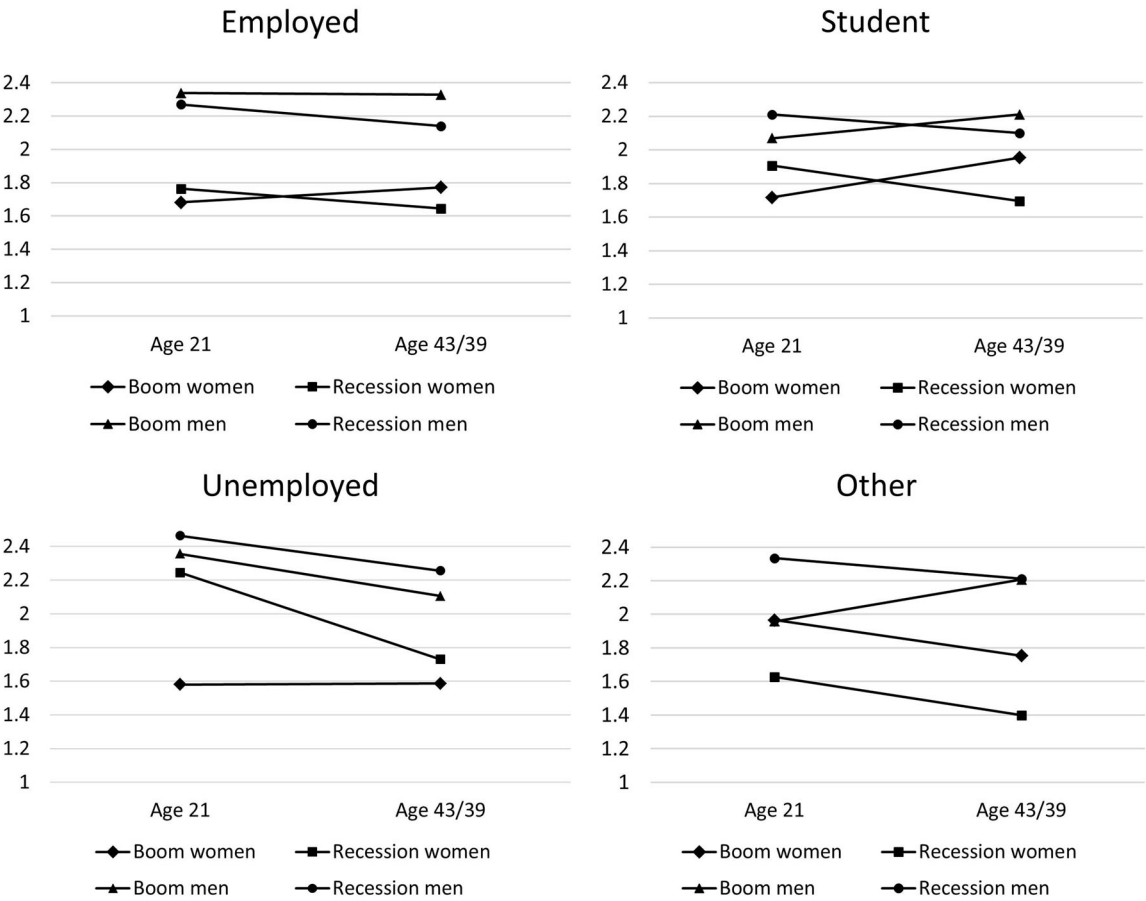 Employed
2.4
2.2
2
1.8
1.6
1.4
1.2
1
Age 21 Age 43/39
Boom women Recession women
Boom men Recession men
Student
2.4
2.2
2
1.8
1.6
1.4
1.2
1
Age 21 Age 43/39
Boom women Recession women
Boom men Recession men
Unemployed
2.4
2.2
2
1.8
1.6
1.4
1.2
1
Age 21 Age 43/39
Boom women Recession women
Boom men Recession men
Other
2.4
2.2
2
1.8
1.6
1.4
1.2
1
Age 21 Age 43/39
Boom women Recession women
Boom men Recession men